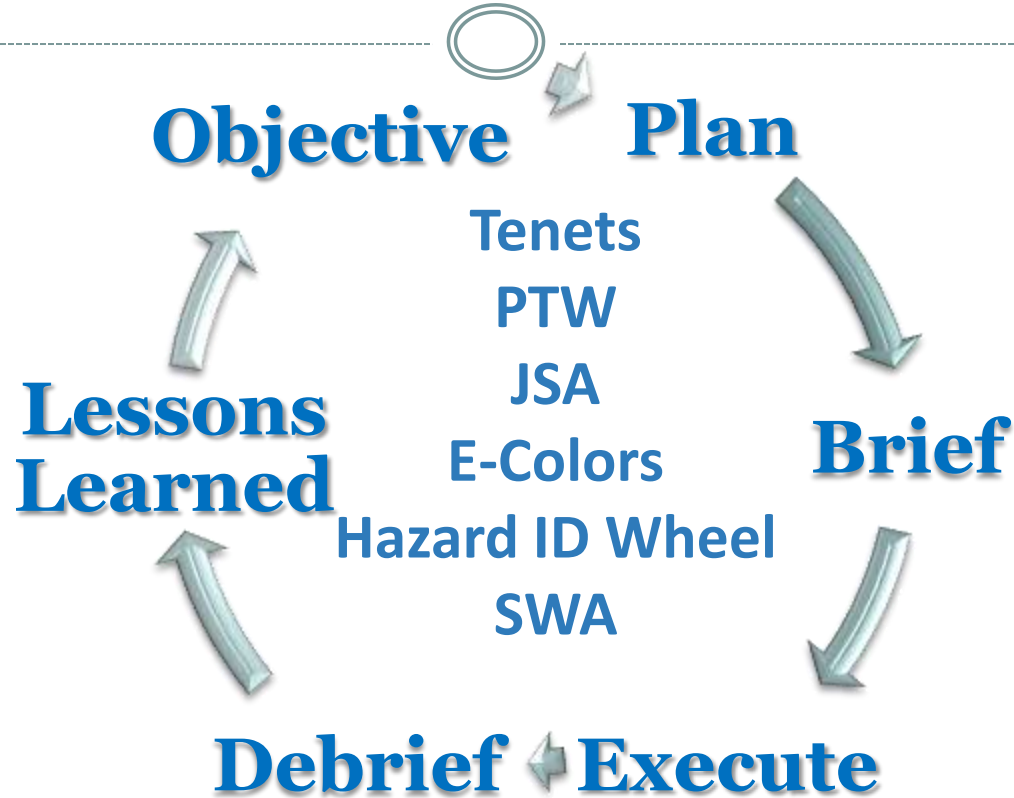 Objective
Plan
Tenets
PTW
JSA
E-Colors
Hazard ID Wheel
SWA
Brief
Execute
Debrief
Lessons
Learned